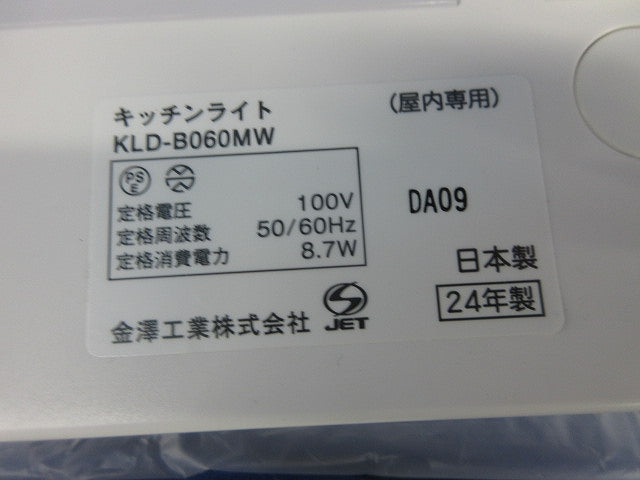 キッチンライト (屋内専用)
KLD-B060MW
PS
E
定格電圧 100V
定格周波数 50/60Hz
定格消費電力 8.7W
DA09
日本製
金澤工業株式会社 JET 24年製